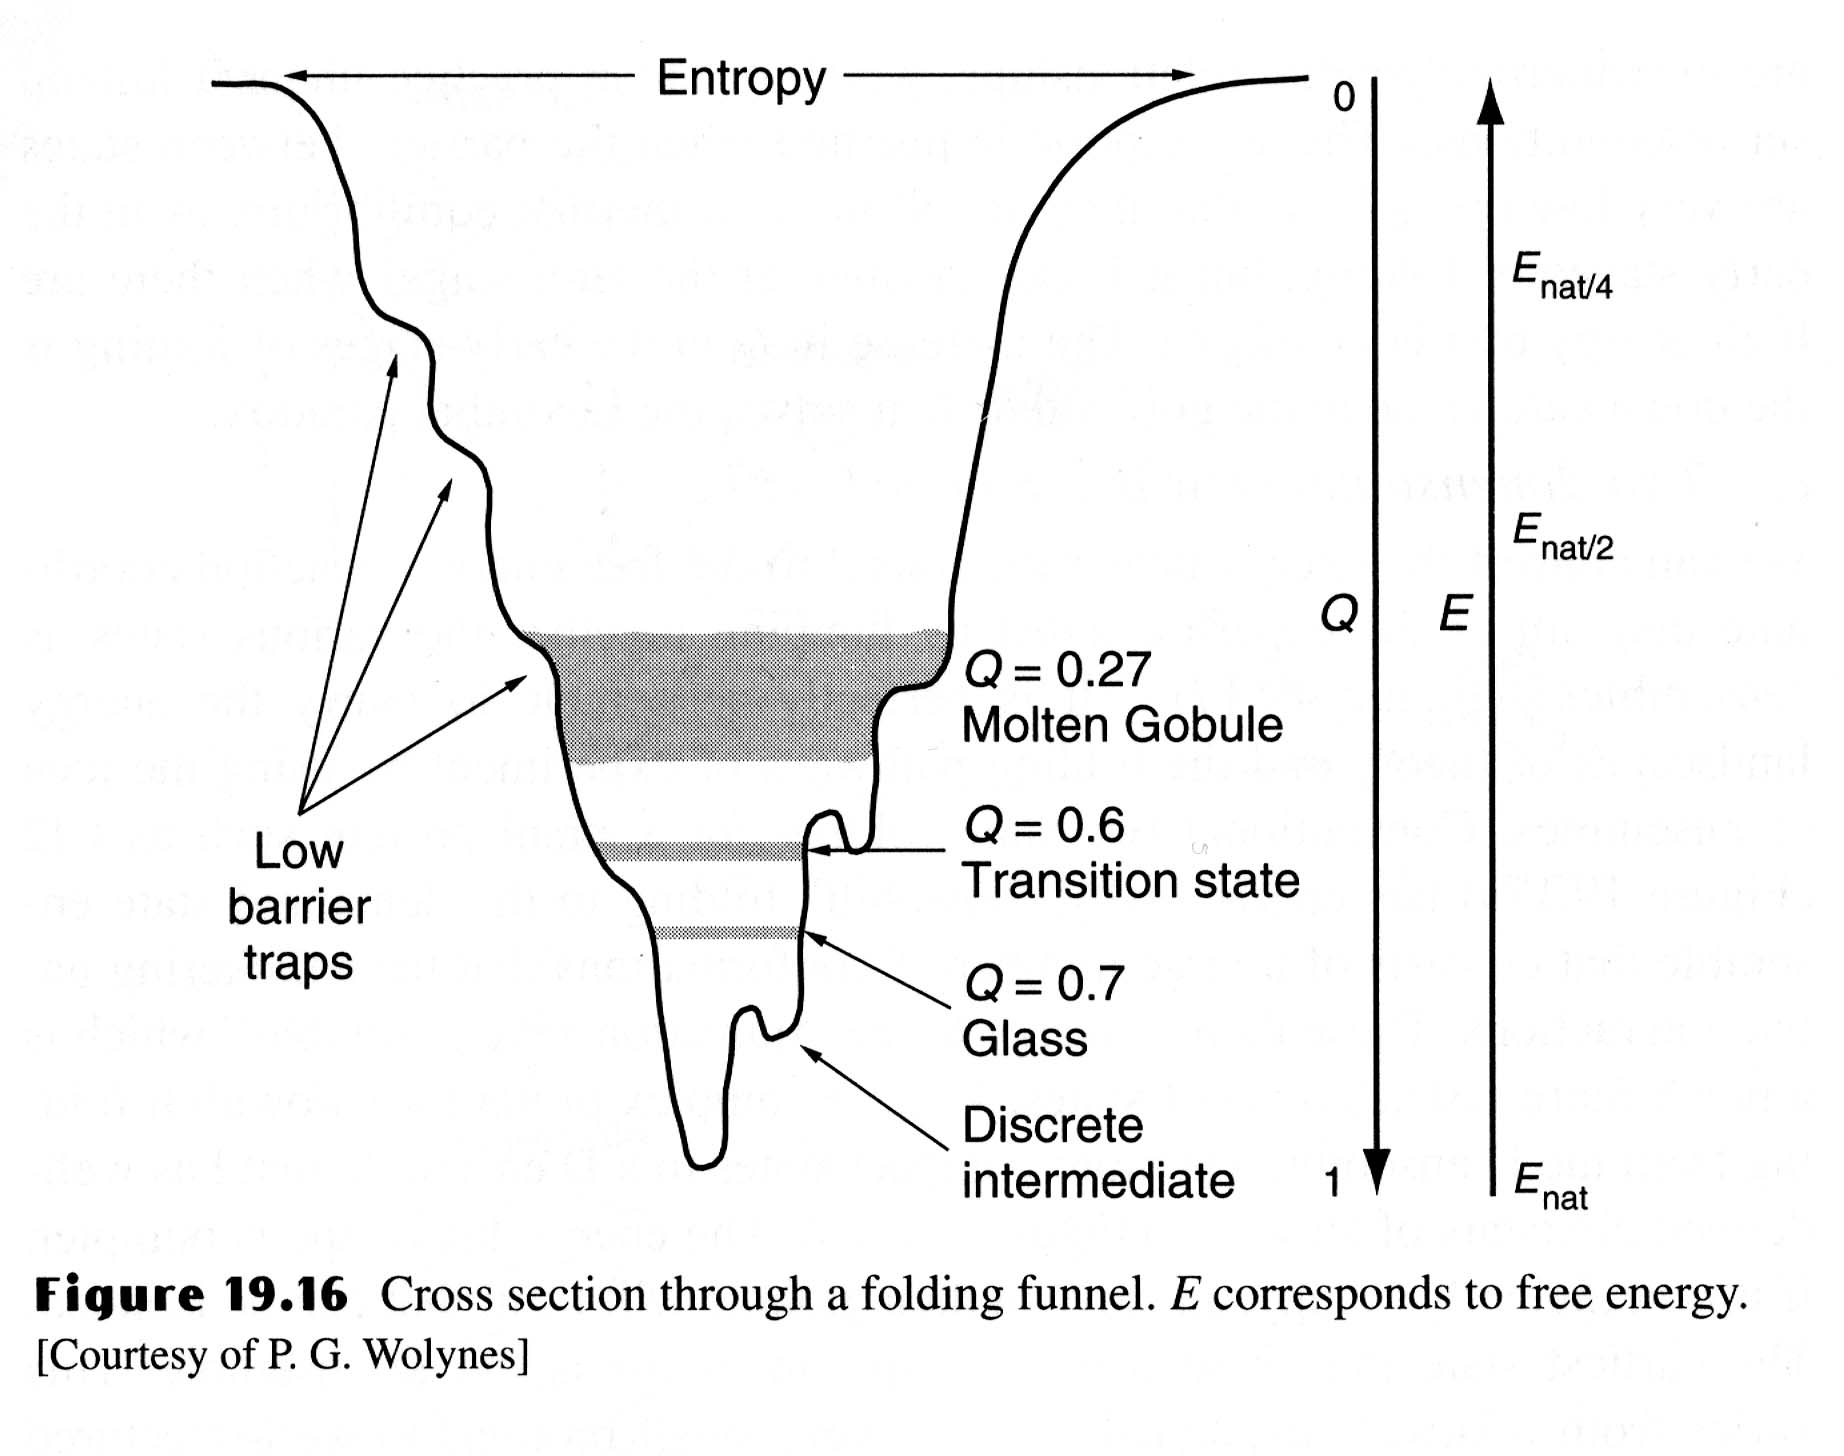 Entropy
0
E nat/4
E nat/2
Q
E
Q = 0.27
Molten Gobule
Q = 0.6
Transition state
Low
barrier
traps
Q = 0.7
Glass
Discrete
intermediate
1
E nat
Figure 19.16 Cross section through a folding funnel. E corresponds to free energy.
[Courtesy of P. G. Wolynes]